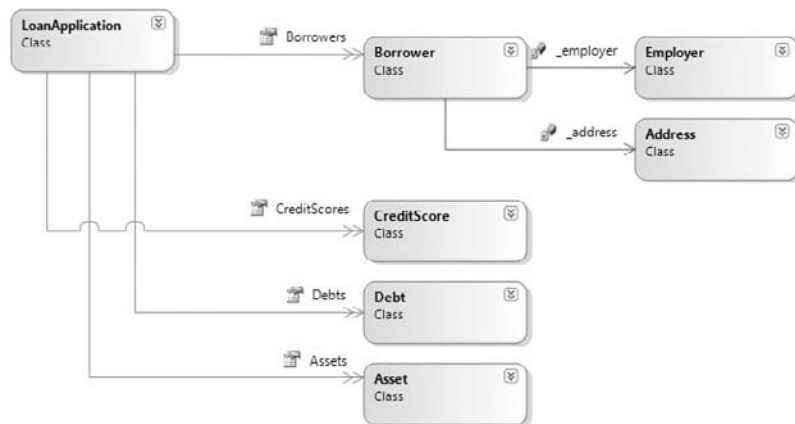 LoanApplication
Class
Borrowers
Borrower
Class
_employer
Employer
Class
_address
Address
Class
CreditScores
CreditScore
Class
Debts
Debt
Class
Assets
Asset
Class